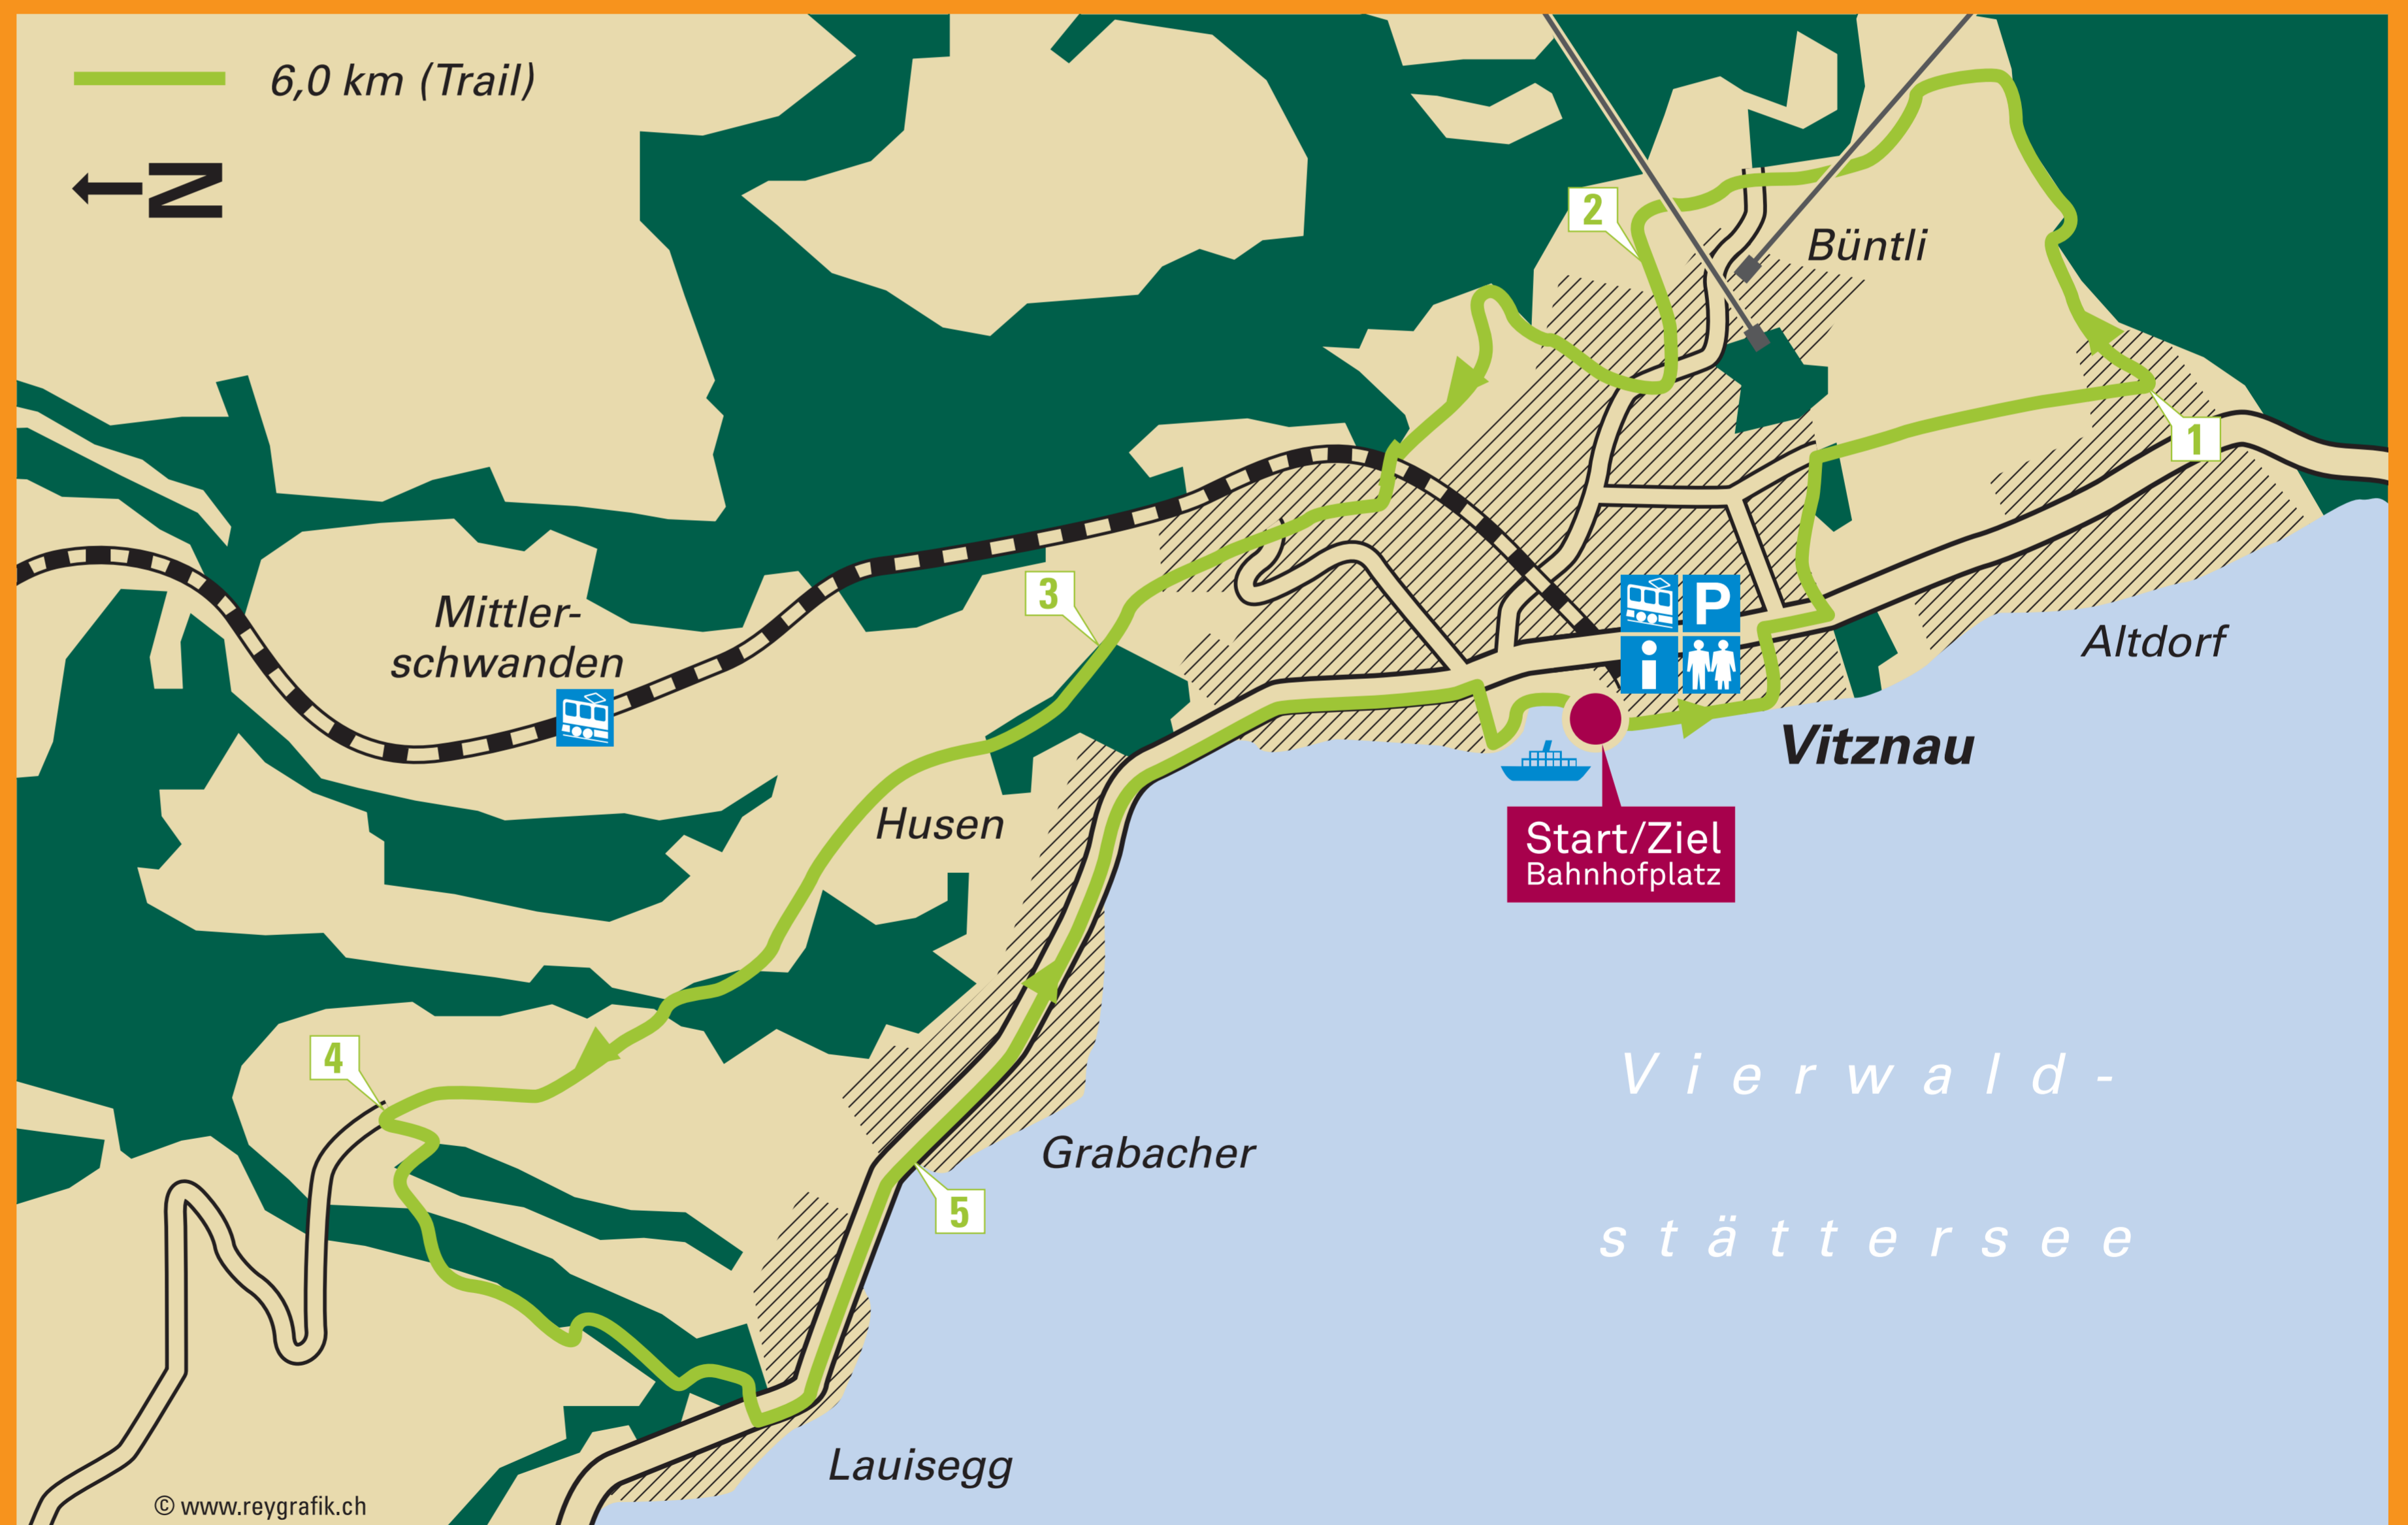 6,0 km (Trail)
N
2
Büntli
1
3
Mittler-
schwanden
P
i
Altdorf
Vitznau
Husen
Start/Ziel
Bahnhofplatz
4
Vierwald-
Grabacher
5
stättersee
Lauisegg
© www.reygrafik.ch